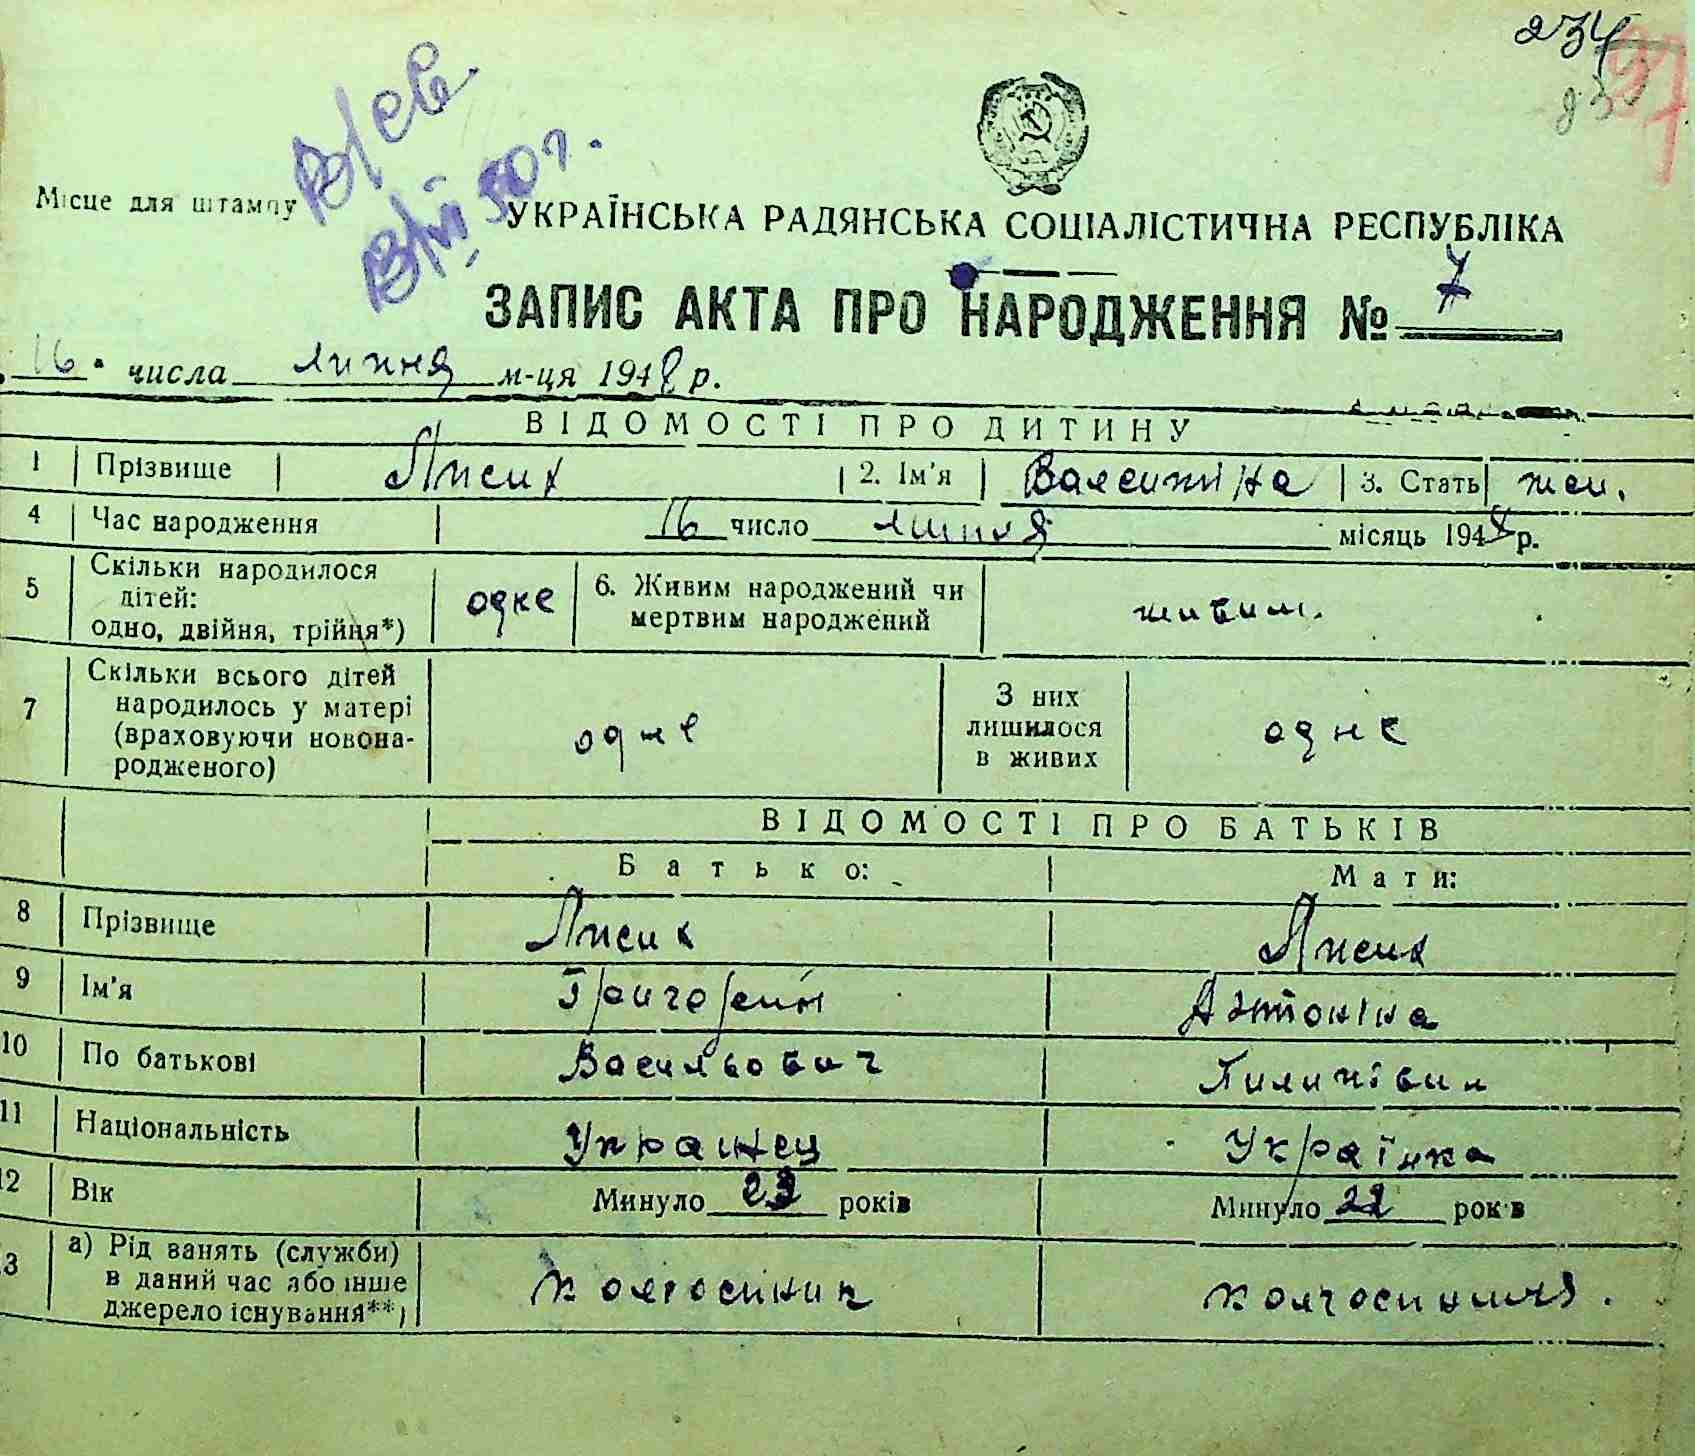 234
Місце для штампу
УКРАЇНСЬКА РАДЯНСЬКА СОЦІАЛІСТИЧНА РЕСПУБЛІКА
ЗАПИС АКТА ПРО НАРОДЖЕННЯ № 7
16 числа липня м-ця 1948 р.
ВІДОМОСТІ ПРО ДИТИНУ
1 Прізвище Лисик 2. Ім'я Валентина 3. Стать жін.
4 Час народження 16 число липня місяць 1948 р.
5 Скільки народилося дітей: одно, двійня, трійця*) одне 6. Живим народжений чи мертвим народжений живим.
7 Скільки всього дітей народилось у матері (враховуючи новонародженого) одне З них лишилося в живих одне
ВІДОМОСТІ ПРО БАТЬКІВ
Батько: Мати:
8 Прізвище Лисик Лисик
9 Ім'я Григорий Антоніна
10 По батькові Васильович Пилипівна
11 Національність Украінец Українка
12 Вік Минуло 23 років Минуло 22 років
13 а) Рід занять (служби) в даний час або інше джерело існування**) колгоспник колгоспниця.